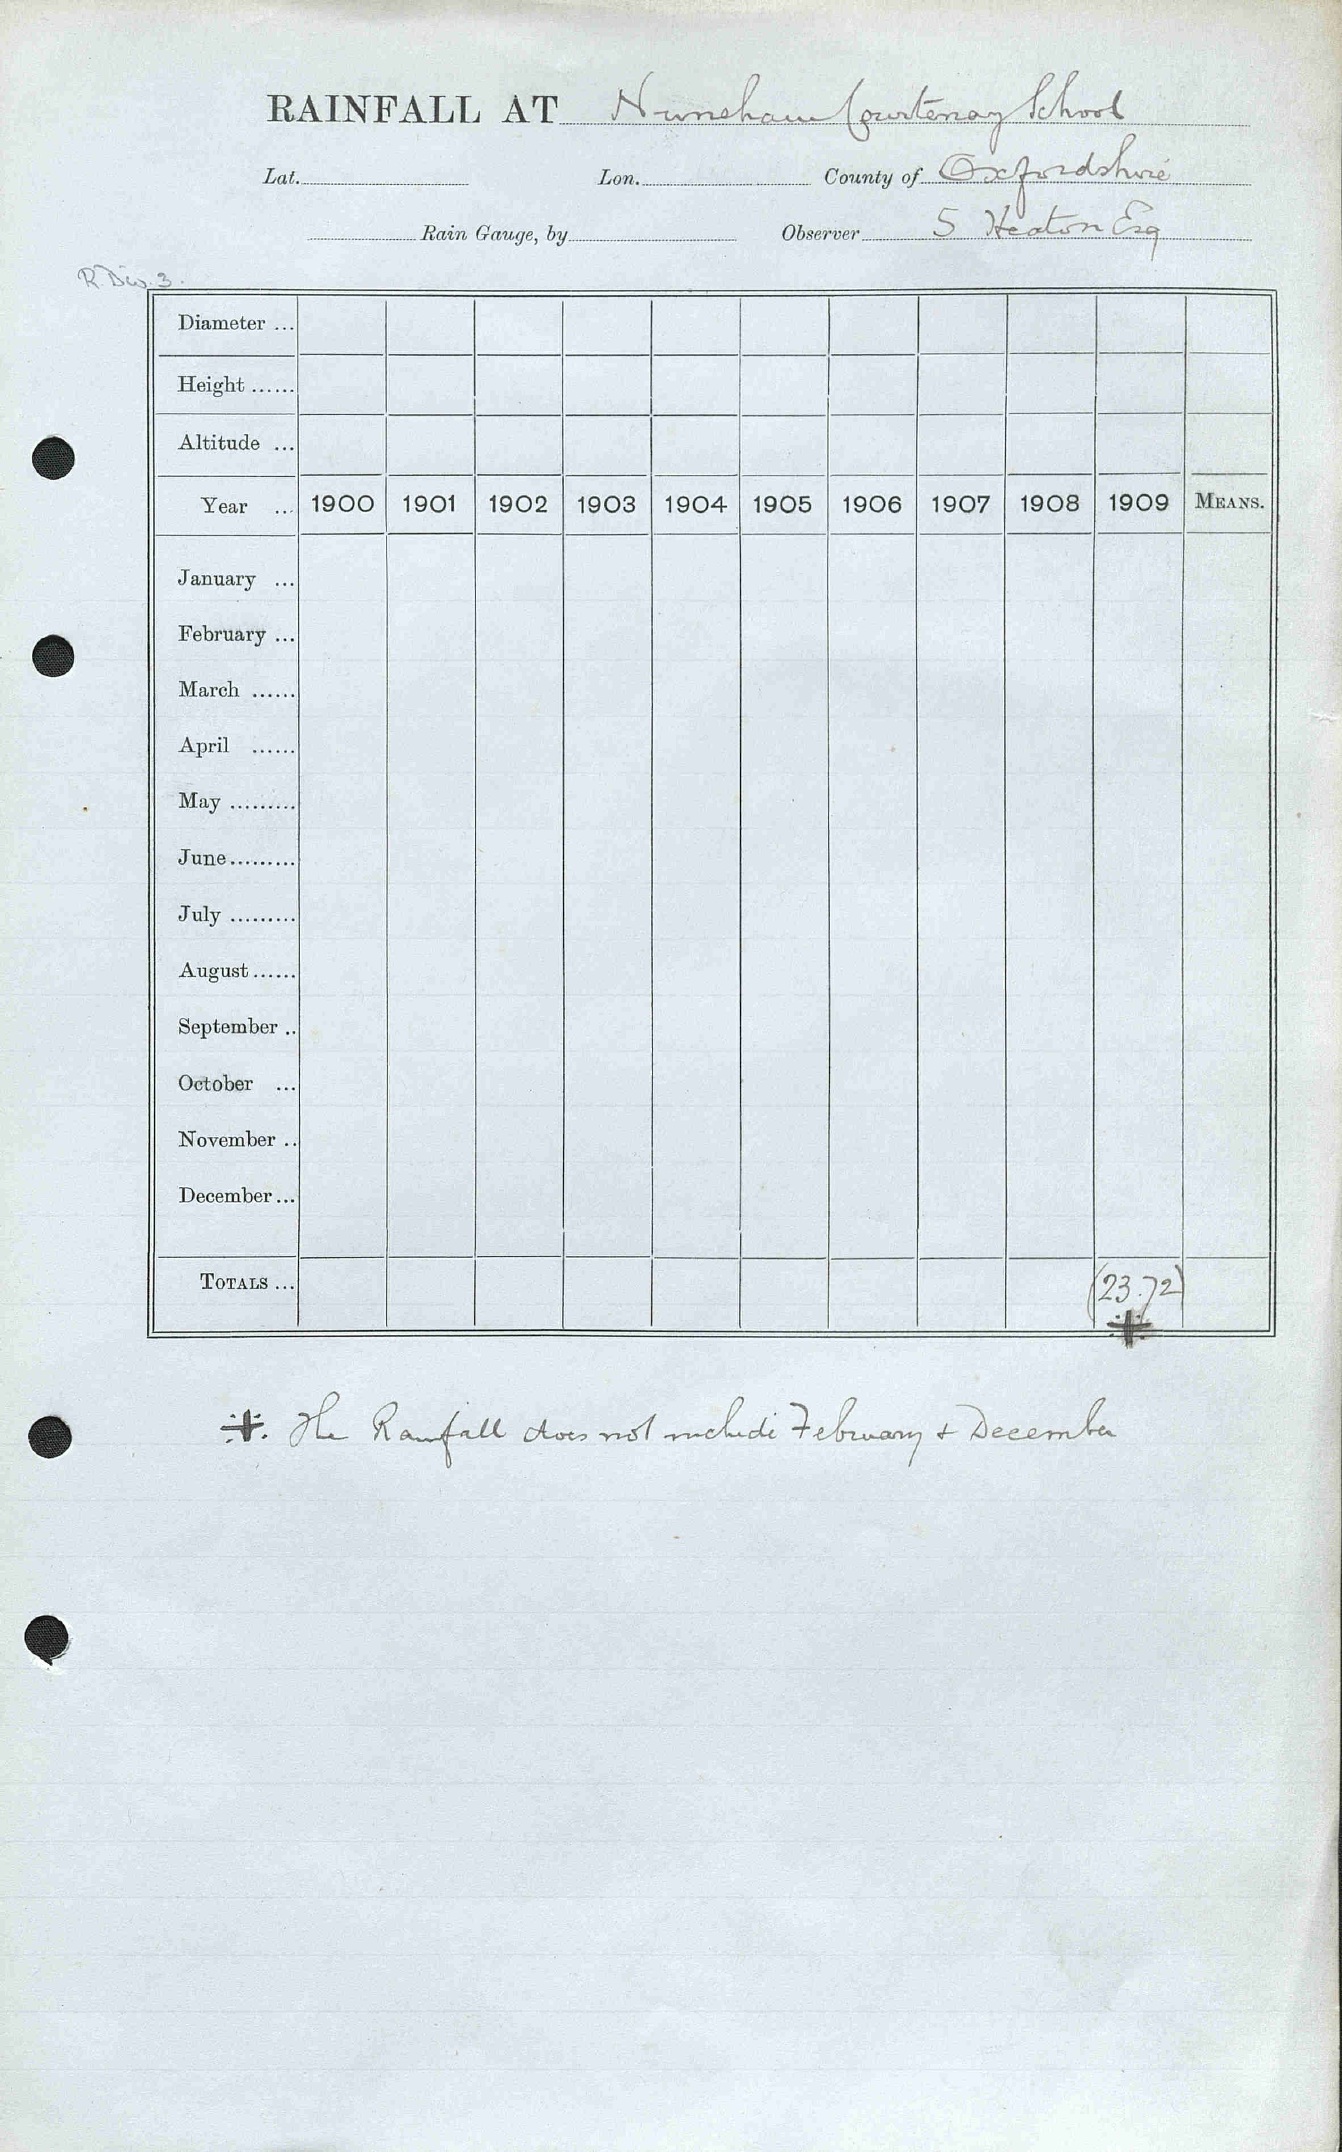 RAINFALL AT Nuneham Courtenay School
Lat. Lon. County of Oxfordshire
Rain Gauge, by Observer S Heaton Esq
R Div. 3.
Diameter ...
Height ......
Altitude ...
Year ... 1900 1901 1902 1903 1904 1905 1906 1907 1908 1909 MEANS.
January ...
February ...
March ......
April ......
May .........
June.........
July .........
August......
September ..
October ...
November ..
December...
TOTALS ... (23.72)
The Rainfall does not include February + December